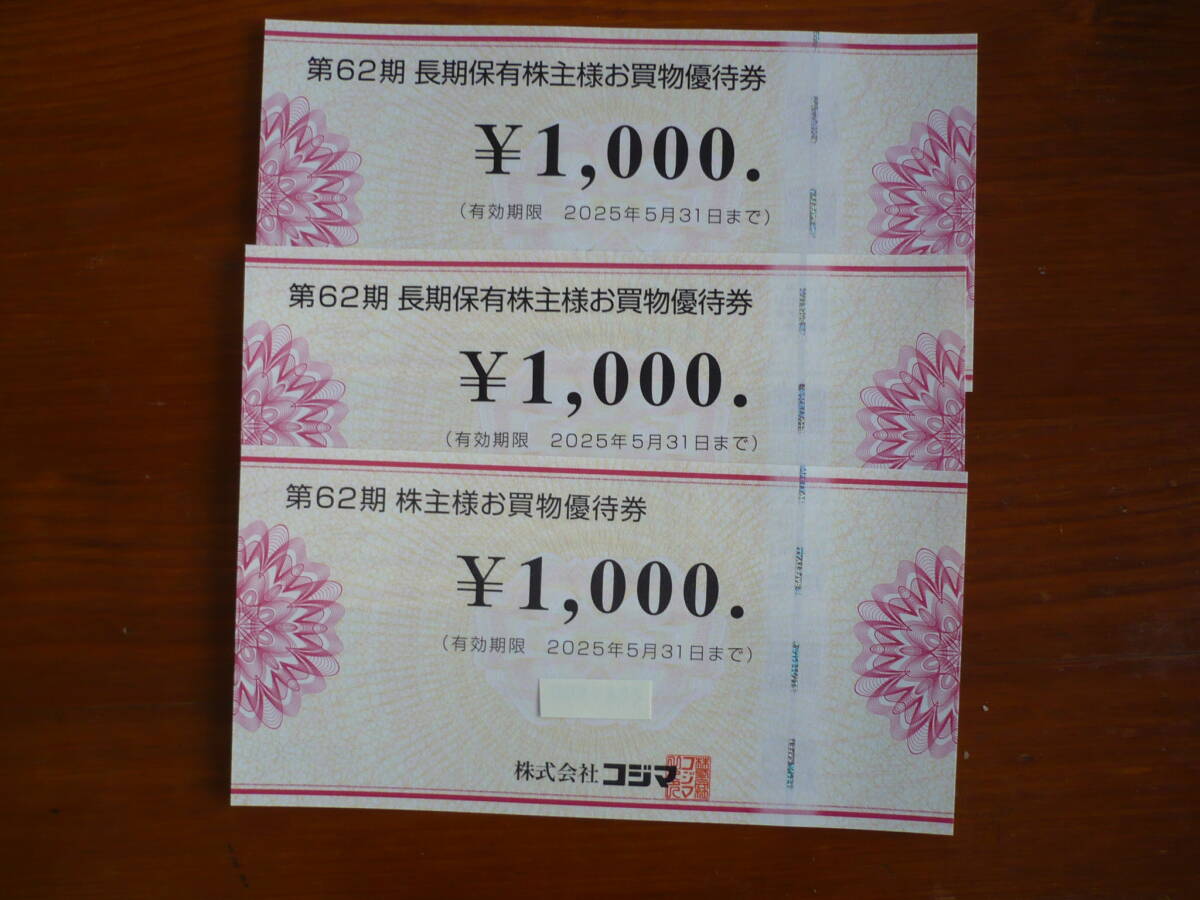 第62期 長期保有株主様お買物優待券
¥1,000.
（有効期限　2025年5月31日まで）
第62期 長期保有株主様お買物優待券
¥1,000.
（有効期限　2025年5月31日まで）
第62期 株主様お買物優待券
¥1,000.
（有効期限　2025年5月31日まで）
株式会社コジマ